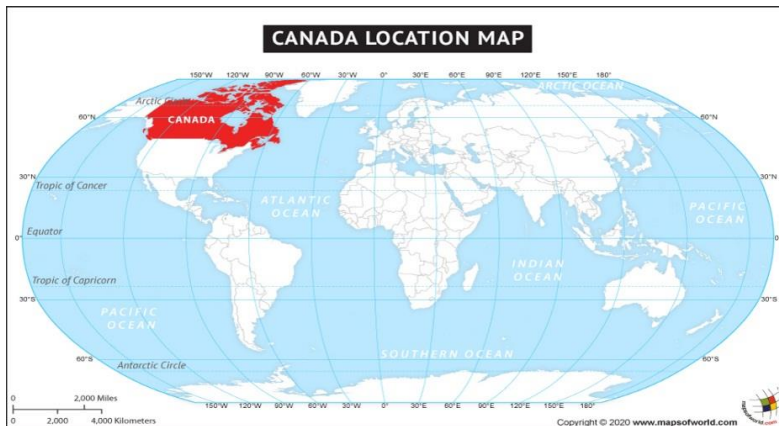 CANADA LOCATION MAP
150°W 120°W 90°W 60°W 30°W 0° 30°E 60°E 90°E 120°E 150°E 180°
ARCTIC OCEAN
Arctic Circle
60°N 60°N
CANADA
30°N 30°N
Tropic of Cancer
ATLANTIC
OCEAN
PACIFIC
OCEAN
Equator
0° 0°
INDIAN
OCEAN
Tropic of Capricorn
30°S 30°S
PACIFIC
OCEAN
SOUTHERN OCEAN
60°S 60°S
Antarctic Circle
0 2,000 Miles
0 2,000 4,000 Kilometers
150°W 120°W 90°W 60°W 30°W 0° 30°E 60°E 90°E 120°E 150°E 180°
Copyright © 2020 www.mapsofworld.com
mapsofworld.com